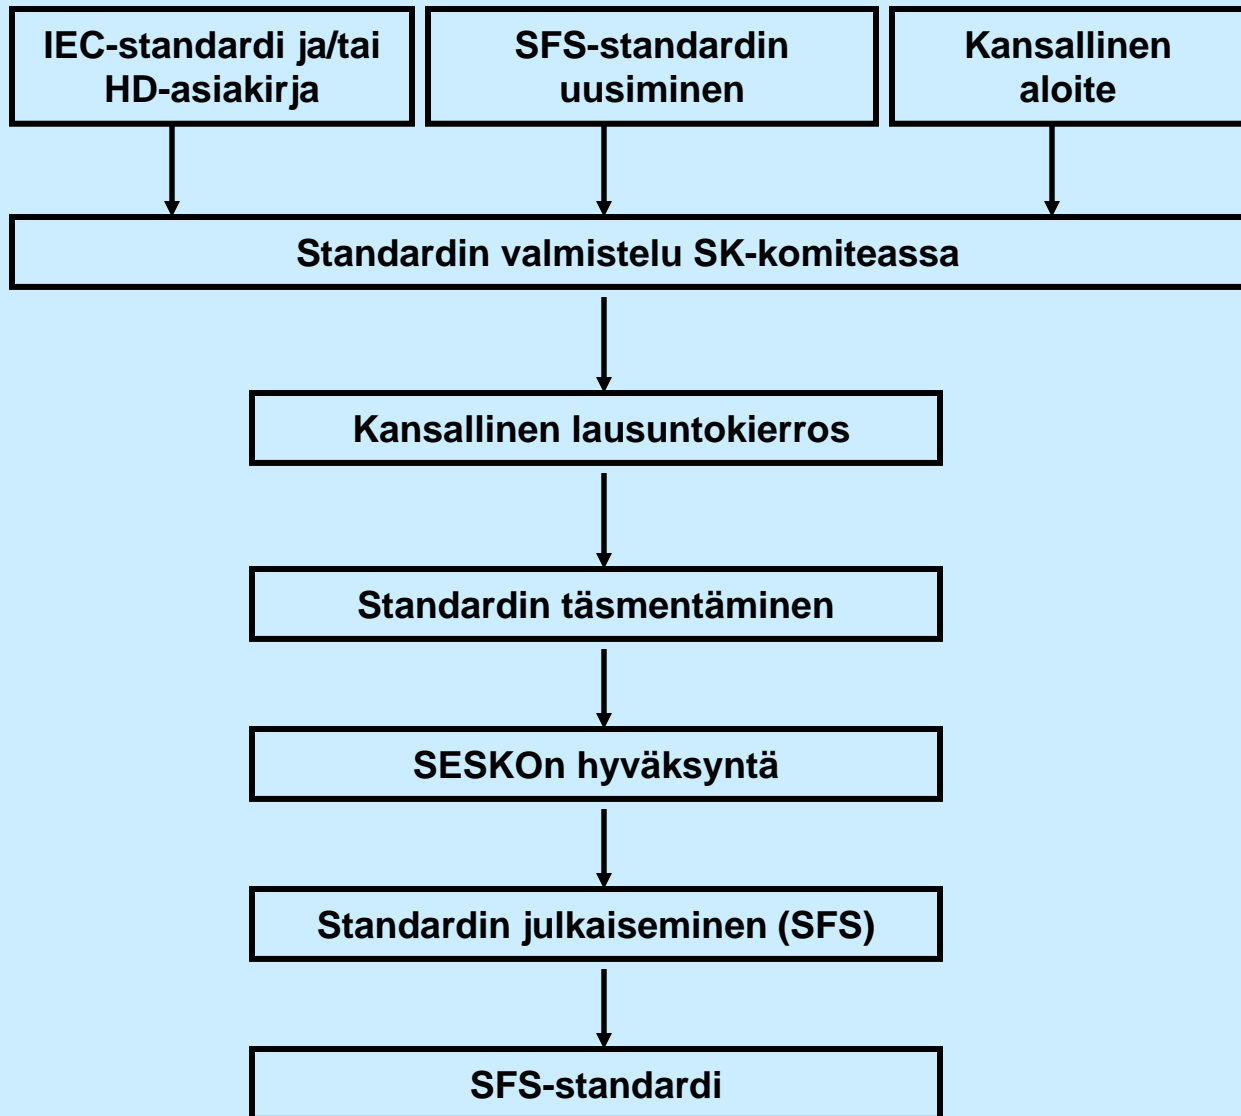 IEC-standardi ja/tai
HD-asiakirja
SFS-standardin
uusiminen
Kansallinen
aloite
Standardin valmistelu SK-komiteassa
Kansallinen lausuntokierros
Standardin täsmentäminen
SESKOn hyväksyntä
Standardin julkaiseminen (SFS)
SFS-standardi